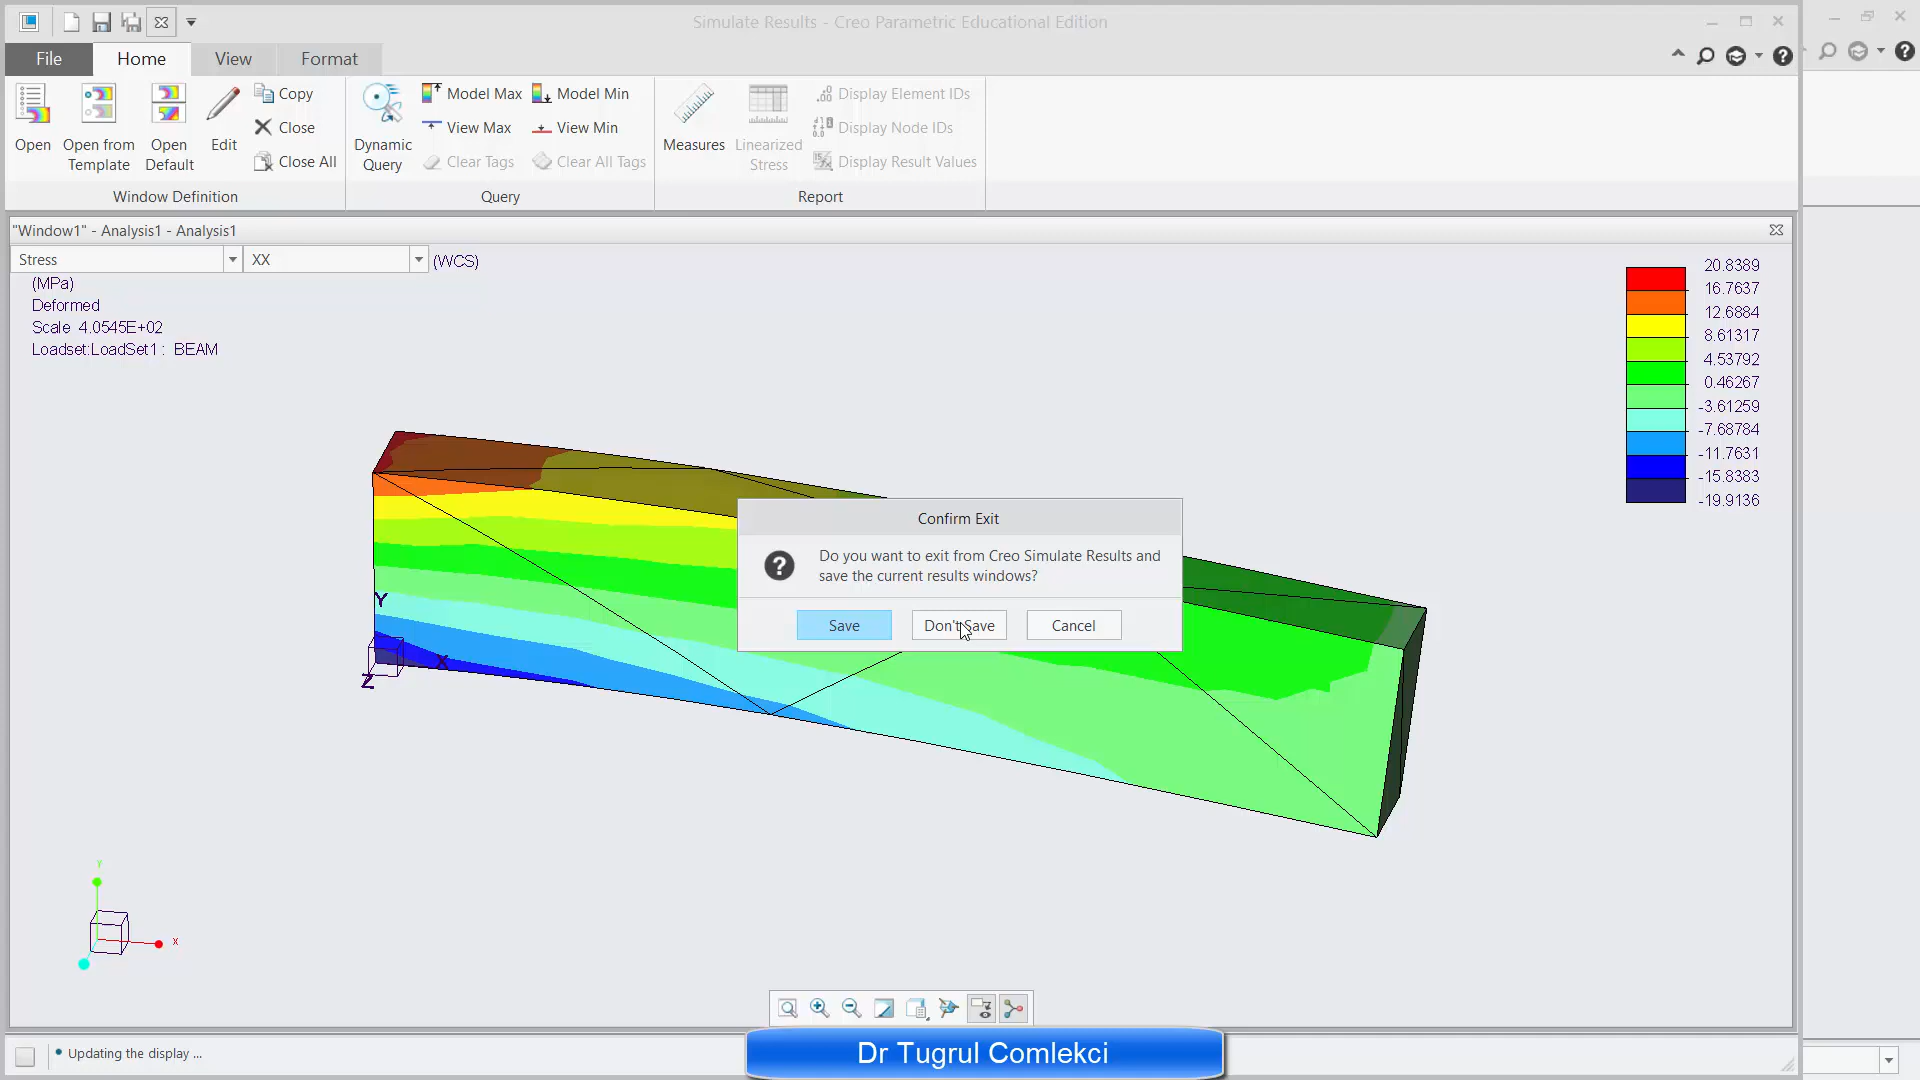 Simulate Results - Creo Parametric Educational Edition
File Home View Format
Open
Open from Template
Open Default
Edit
Copy
Close
Close All
Window Definition
Dynamic Query
Model Max
Model Min
View Max
View Min
Clear Tags
Clear All Tags
Query
Measures
Linearized Stress
Display Element IDs
Display Node IDs
Display Result Values
Report
"Window1" - Analysis1 - Analysis1
Stress XX (WCS)
(MPa)
Deformed
Scale 4.0545E+02
Loadset:LoadSet1 : BEAM
20.8389
16.7637
12.6884
8.61317
4.53792
0.46267
-3.61259
-7.68784
-11.7631
-15.8383
-19.9136
Confirm Exit
Do you want to exit from Creo Simulate Results and
save the current results windows?
Save Don't Save Cancel
Y
X
Z
Y
X
Updating the display ...
Dr Tugrul Comlekci